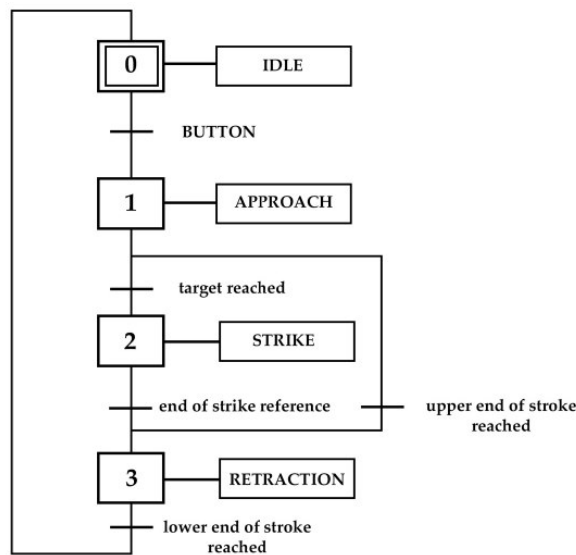 0
IDLE
BUTTON
1
APPROACH
target reached
2
STRIKE
end of strike reference
upper end of stroke
reached
3
RETRACTION
lower end of stroke
reached